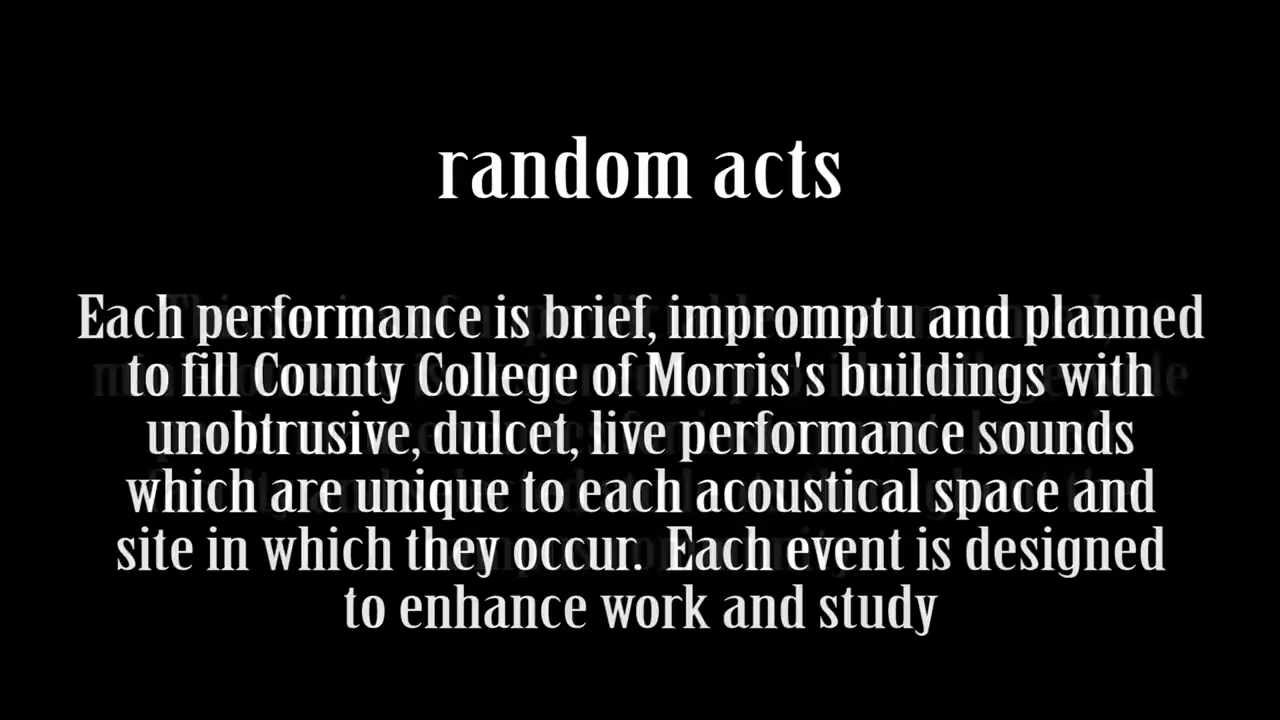 random acts
Each performance is brief, impromptu and planned
to fill County College of Morris's buildings with
unobtrusive, dulcet, live performance sounds
which are unique to each acoustical space and
site in which they occur.  Each event is designed
to enhance work and study